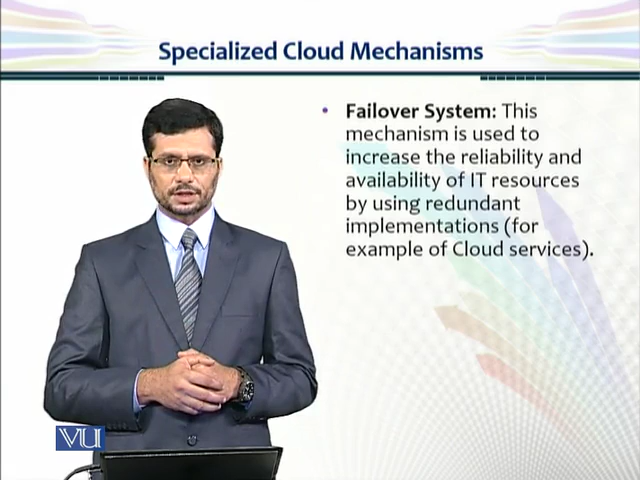 Specialized Cloud Mechanisms
• Failover System: This
mechanism is used to
increase the reliability and
availability of IT resources
by using redundant
implementations (for
example of Cloud services).
VU